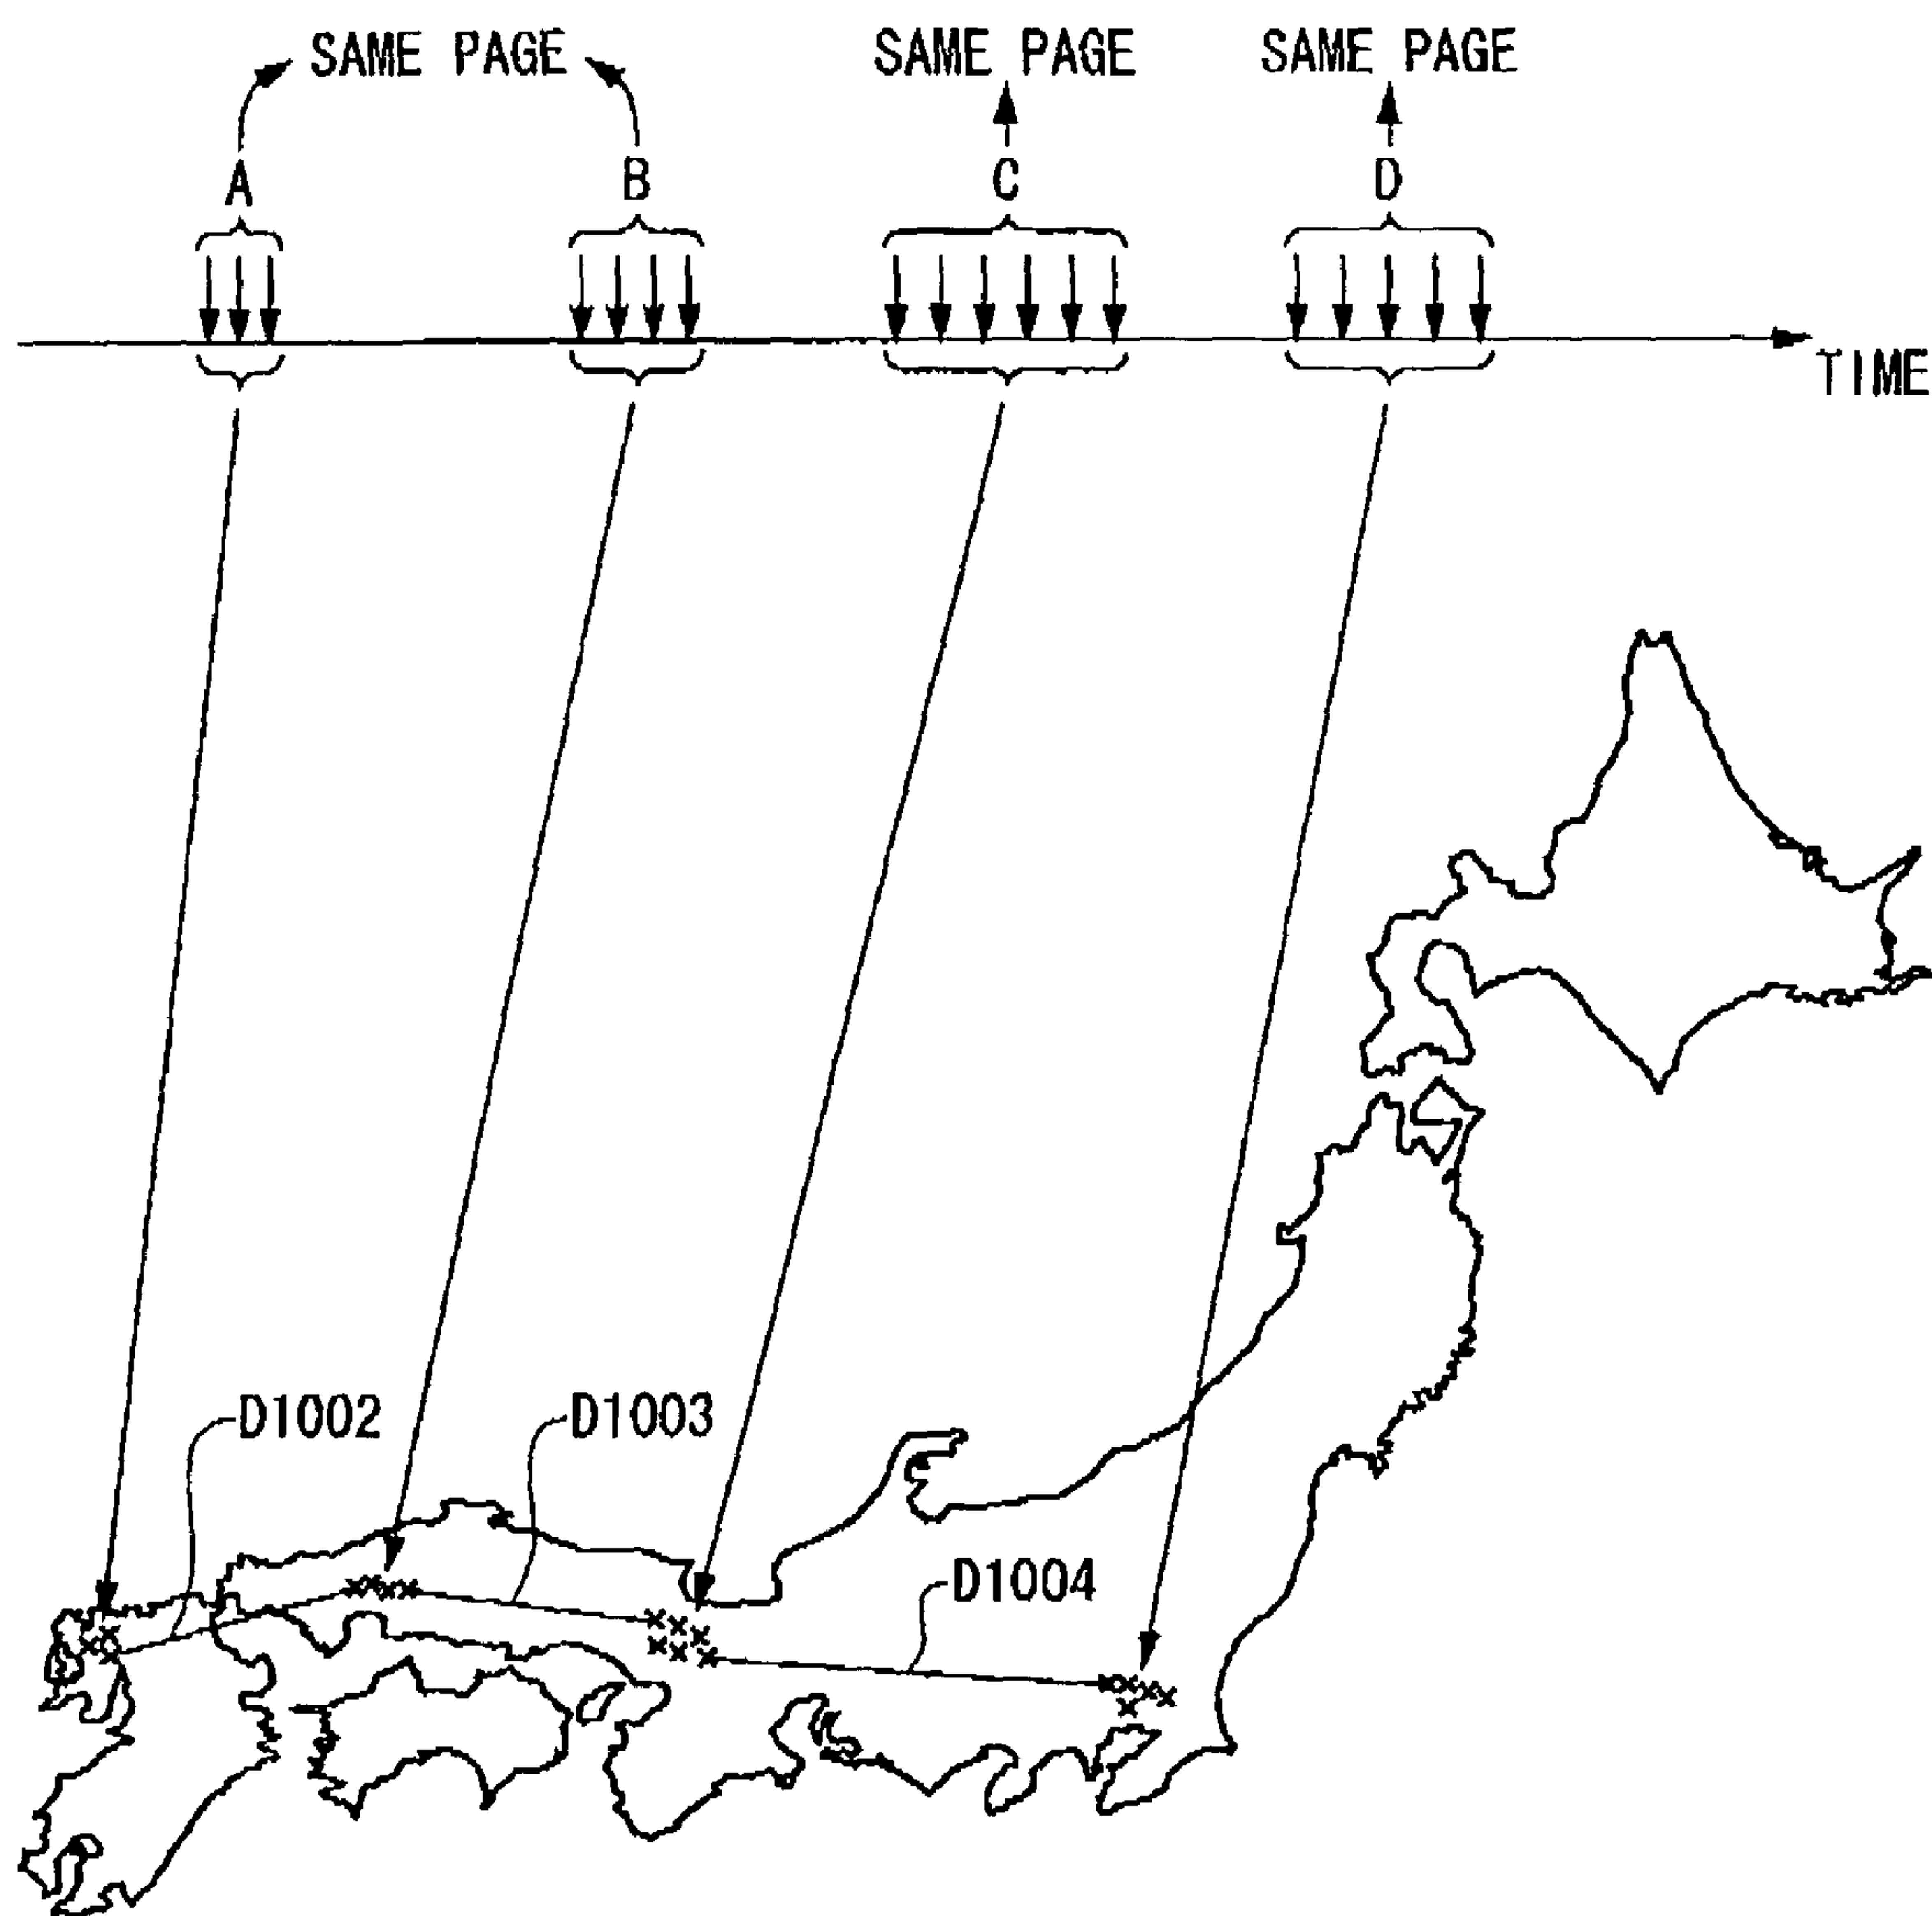 SAME PAGE SAME PAGE SAME PAGE
A B C D
TIME
D1002 D1003
D1004